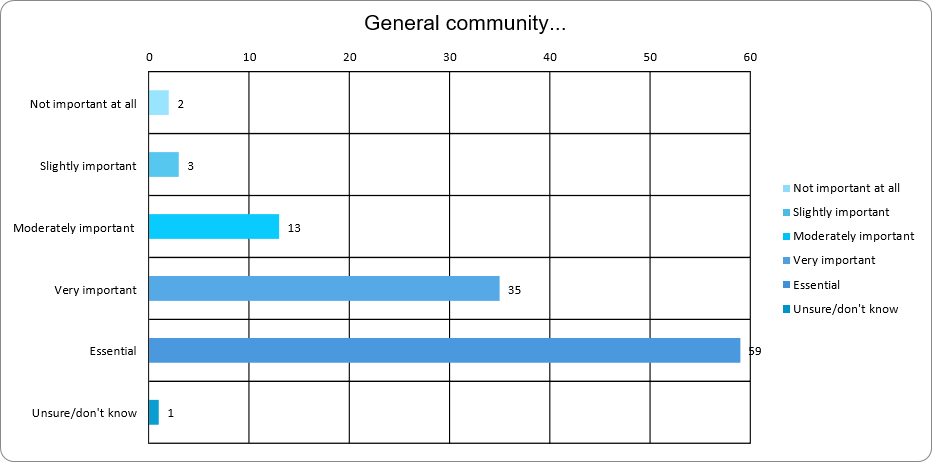 General community...
0 10 20 30 40 50 60
Not important at all 2
Slightly important 3
Moderately important 13
Very important 35
Essential 59
Unsure/don't know 1
Not important at all
Slightly important
Moderately important
Very important
Essential
Unsure/don't know